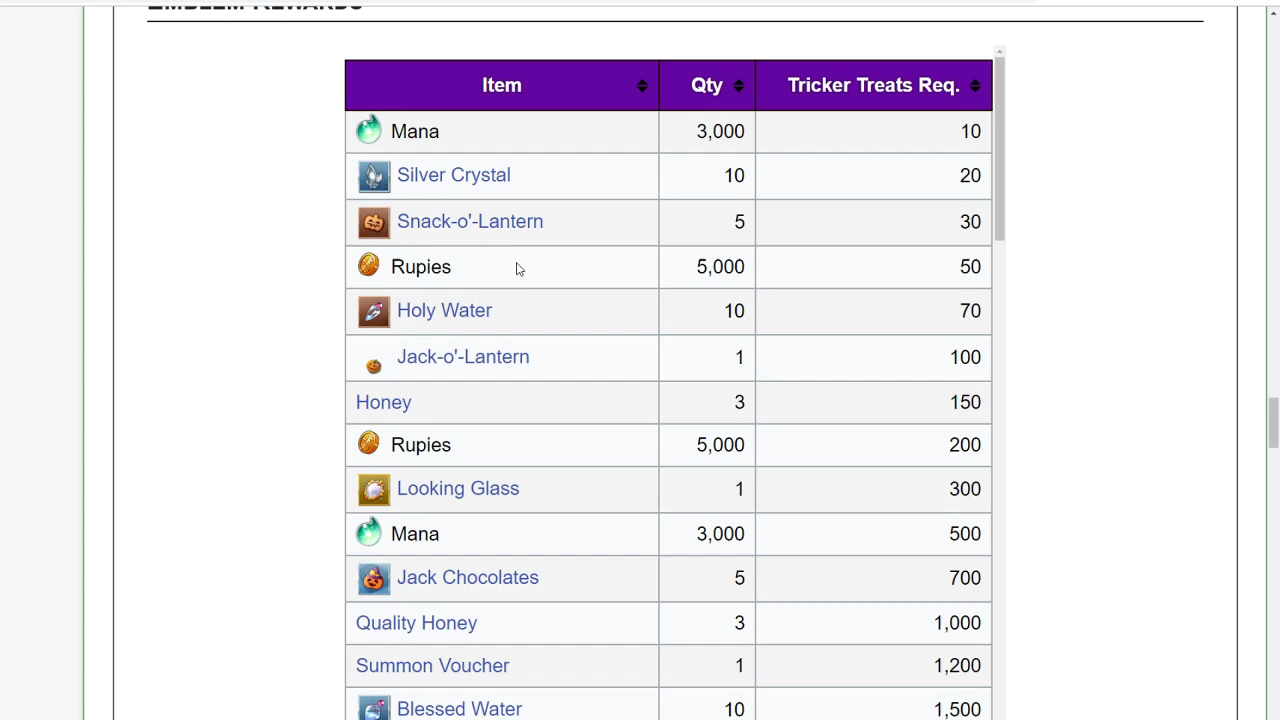 EMBLEM REWARDS
Item Qty Tricker Treats Req.
Mana 3,000 10
Silver Crystal 10 20
Snack-o'-Lantern 5 30
Rupies 5,000 50
Holy Water 10 70
Jack-o'-Lantern 1 100
Honey 3 150
Rupies 5,000 200
Looking Glass 1 300
Mana 3,000 500
Jack Chocolates 5 700
Quality Honey 3 1,000
Summon Voucher 1 1,200
Blessed Water 10 1,500